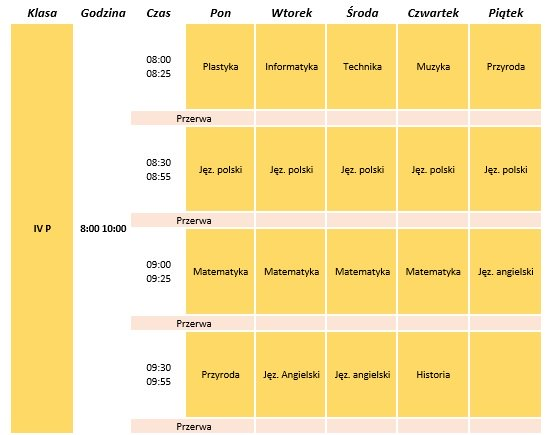 Klasa Godzina Czas Pon Wtorek Środa Czwartek Piątek
08:00
08:25
Plastyka Informatyka Technika Muzyka Przyroda
Przerwa
08:30
08:55
Jęz. polski Jęz. polski Jęz. polski Jęz. polski Jęz. polski
Przerwa
IV P 8:00 10:00
09:00
09:25
Matematyka Matematyka Matematyka Matematyka Jęz. angielski
Przerwa
09:30
09:55
Przyroda Jęz. Angielski Jęz. angielski Historia
Przerwa